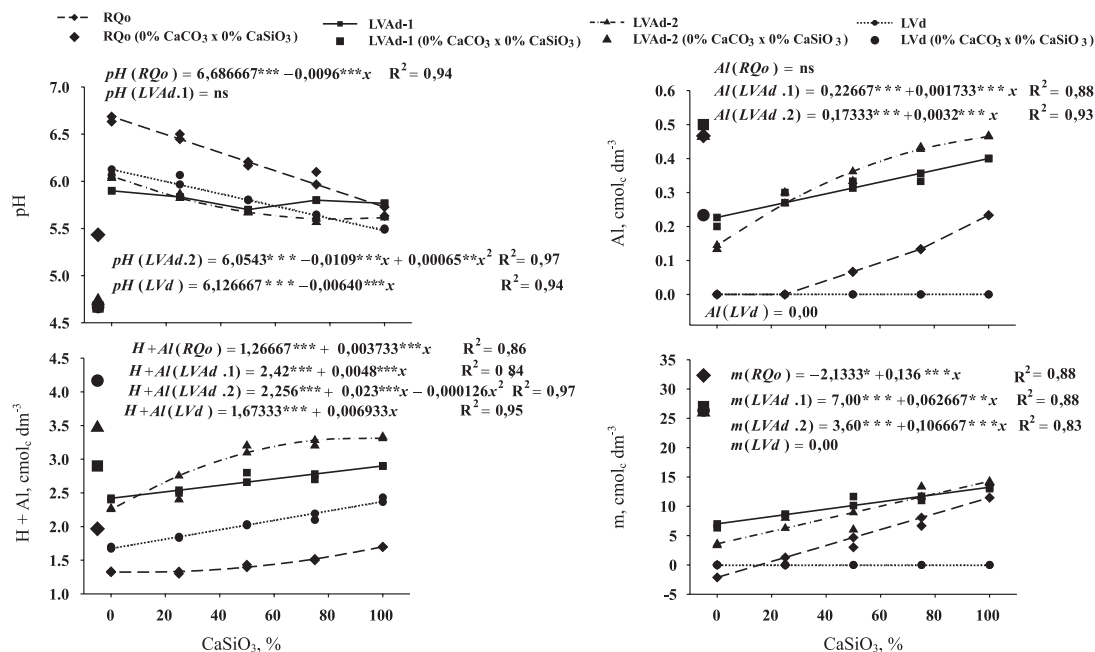 RQo LVAd-1 LVAd-2 LVd
RQo (0% CaCO3 x 0% CaSiO3) LVAd-1 (0% CaCO3 x 0% CaSiO3) LVAd-2 (0% CaCO3 x 0% CaSiO3) LVd (0% CaCO3 x 0% CaSiO3)
pH (RQo) = 6,686667*** −0,0096***x R² = 0,94
pH (LVAd.1) = ns
7.0
6.5
6.0
5.5
5.0
4.5
pH
pH (LVAd.2) = 6,0543*** −0,0109***x + 0,00065**x² R² = 0,97
pH (LVd) = 6,126667*** −0,00640***x R² = 0,94
Al(RQo) = ns
Al(LVAd.1) = 0,22667*** +0,001733***x R² = 0,88
Al(LVAd.2) = 0,17333*** +0,0032***x R² = 0,93
0.6
0.5
0.4
0.3
0.2
0.1
0.0
Al, cmolc dm-3
Al(LVd) = 0,00
H+Al(RQo) = 1,26667*** + 0,003733***x R² = 0,86
H+Al(LVAd.1) = 2,42*** + 0,0048***x R² = 0 84
H+Al(LVAd.2) = 2,256*** + 0,023***x − 0,000126x² R² = 0,97
H+Al(LVd) = 1,67333*** + 0,006933x R² = 0,95
4.5
4.0
3.5
3.0
2.5
2.0
1.5
1.0
H + Al, cmolc dm-3
0 20 40 60 80 100
CaSiO3, %
m(RQo) = −2,1333* +0,136***x R² = 0,88
m(LVAd.1) = 7,00*** +0,062667**x R² = 0,88
m(LVAd.2) = 3,60*** +0,106667***x R² = 0,83
m(LVd) = 0,00
35
30
25
20
15
10
5
0
-5
m, cmolc dm-3
0 20 40 60 80 100
CaSiO3, %